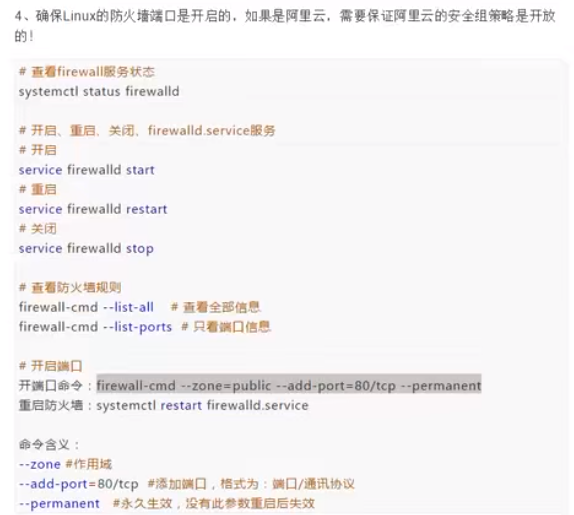 4、确保Linux的防火墙端口是开启的，如果是阿里云，需要保证阿里云的安全组策略是开放
的！
# 查看firewall服务状态
systemctl status firewalld
# 开启、重启、关闭、firewalld.service服务
# 开启
service firewalld start
# 重启
service firewalld restart
# 关闭
service firewalld stop
# 查看防火墙规则
firewall-cmd --list-all # 查看全部信息
firewall-cmd --list-ports # 只看端口信息
# 开启端口
开端口命令：firewall-cmd --zone=public --add-port=80/tcp --permanent
重启防火墙：systemctl restart firewalld.service
命令含义：
--zone #作用域
--add-port=80/tcp #添加端口，格式为：端口/通讯协议
--permanent #永久生效，没有此参数重启后失效